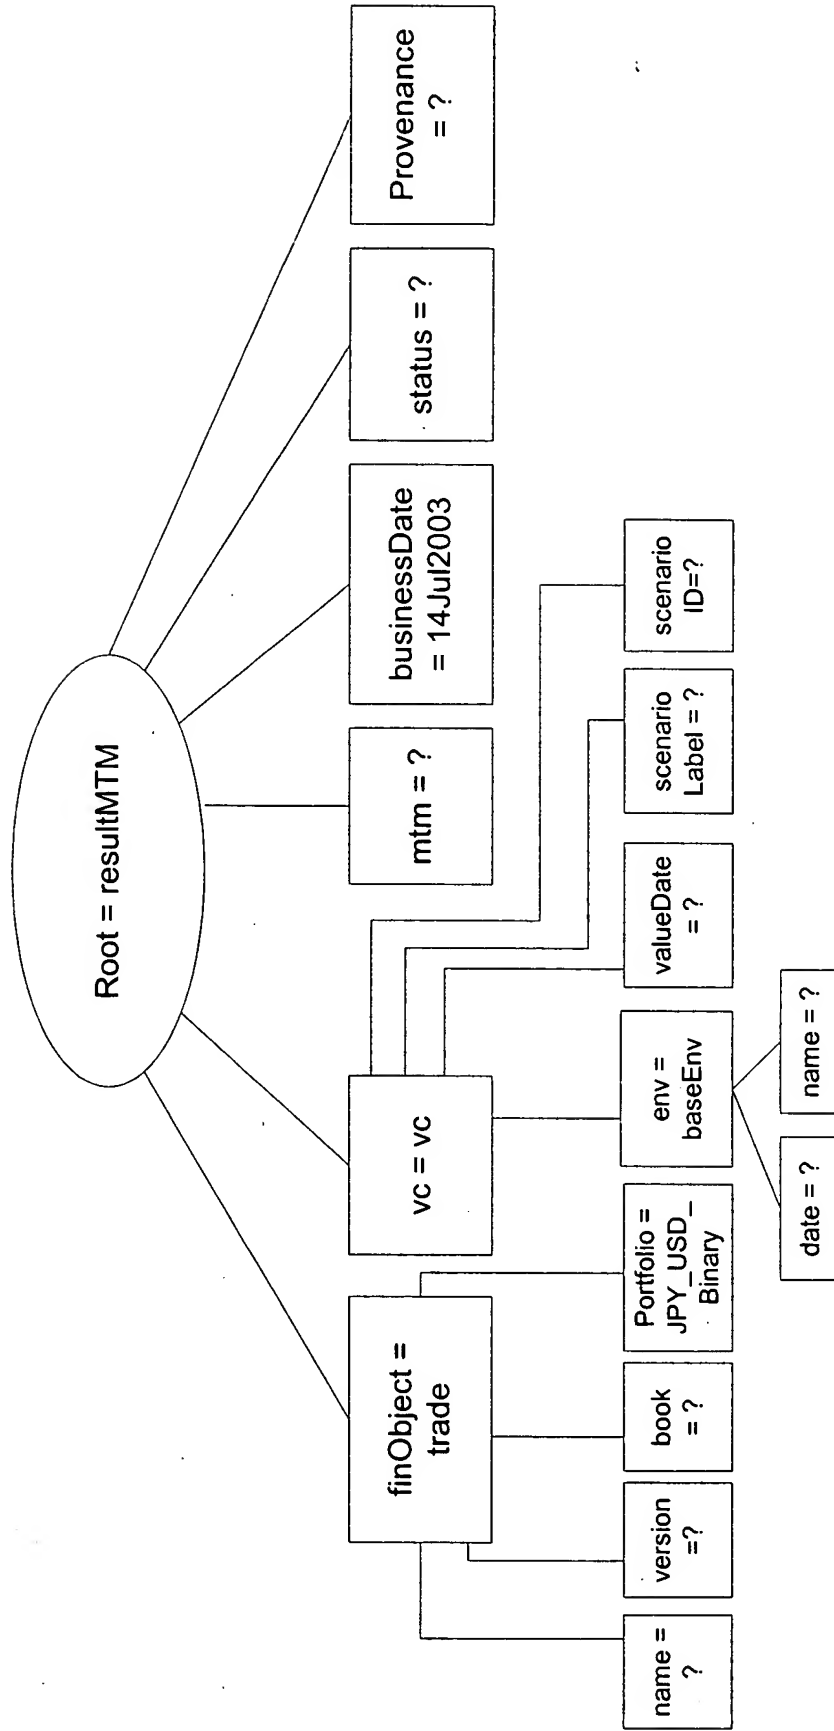 Root = resultMTM
finObject =
trade
vc = vc
mtm = ?
businessDate
= 14Jul2003
status = ?
Provenance
= ?
name =
?
version
=?
book
= ?
Portfolio =
JPY_USD_
Binary
env =
baseEnv
valueDate
= ?
scenario
Label = ?
scenario
ID=?
date = ?
name = ?